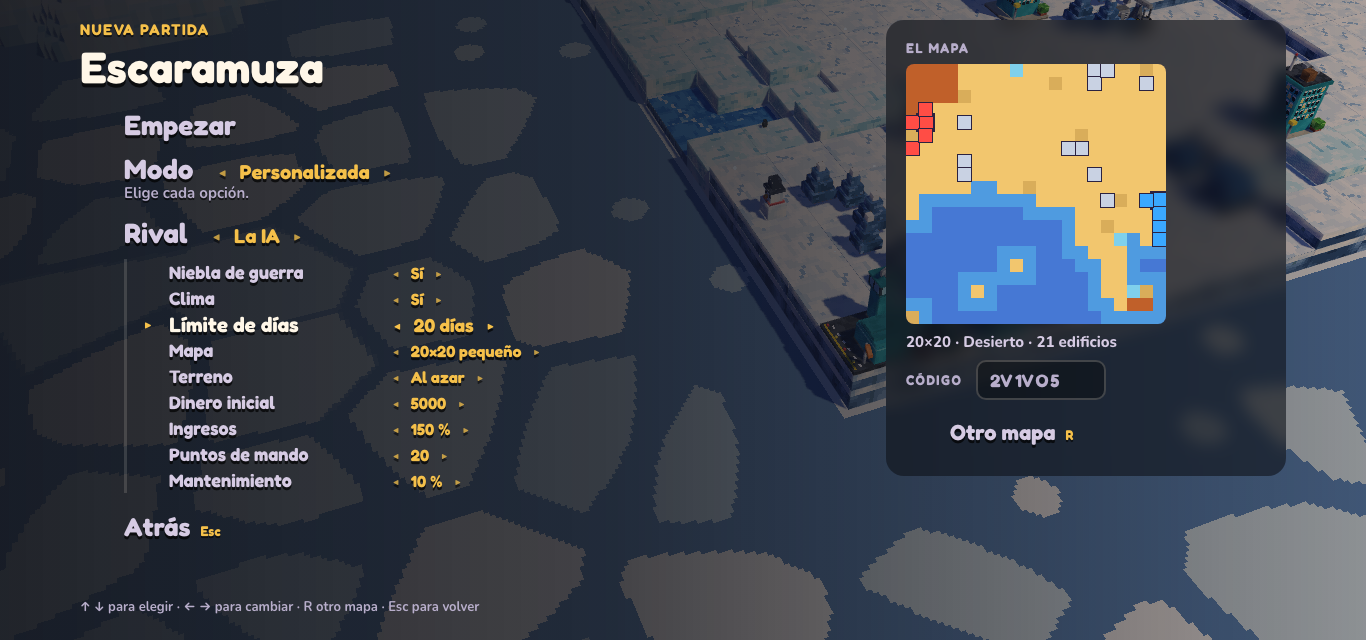 NUEVA PARTIDA
Escaramuza
Empezar
Modo ◂ Personalizada ▸
Elige cada opción.
Rival ◂ La IA ▸
Niebla de guerra ◂ Sí ▸
Clima ◂ Sí ▸
▸ Límite de días ◂ 20 días ▸
Mapa ◂ 20×20 pequeño ▸
Terreno ◂ Al azar ▸
Dinero inicial ◂ 5000 ▸
Ingresos ◂ 150 % ▸
Puntos de mando ◂ 20 ▸
Mantenimiento ◂ 10 % ▸
Atrás Esc
↑ ↓ para elegir · ← → para cambiar · R otro mapa · Esc para volver
EL MAPA
20×20 · Desierto · 21 edificios
CÓDIGO 2V1VO5
Otro mapa R